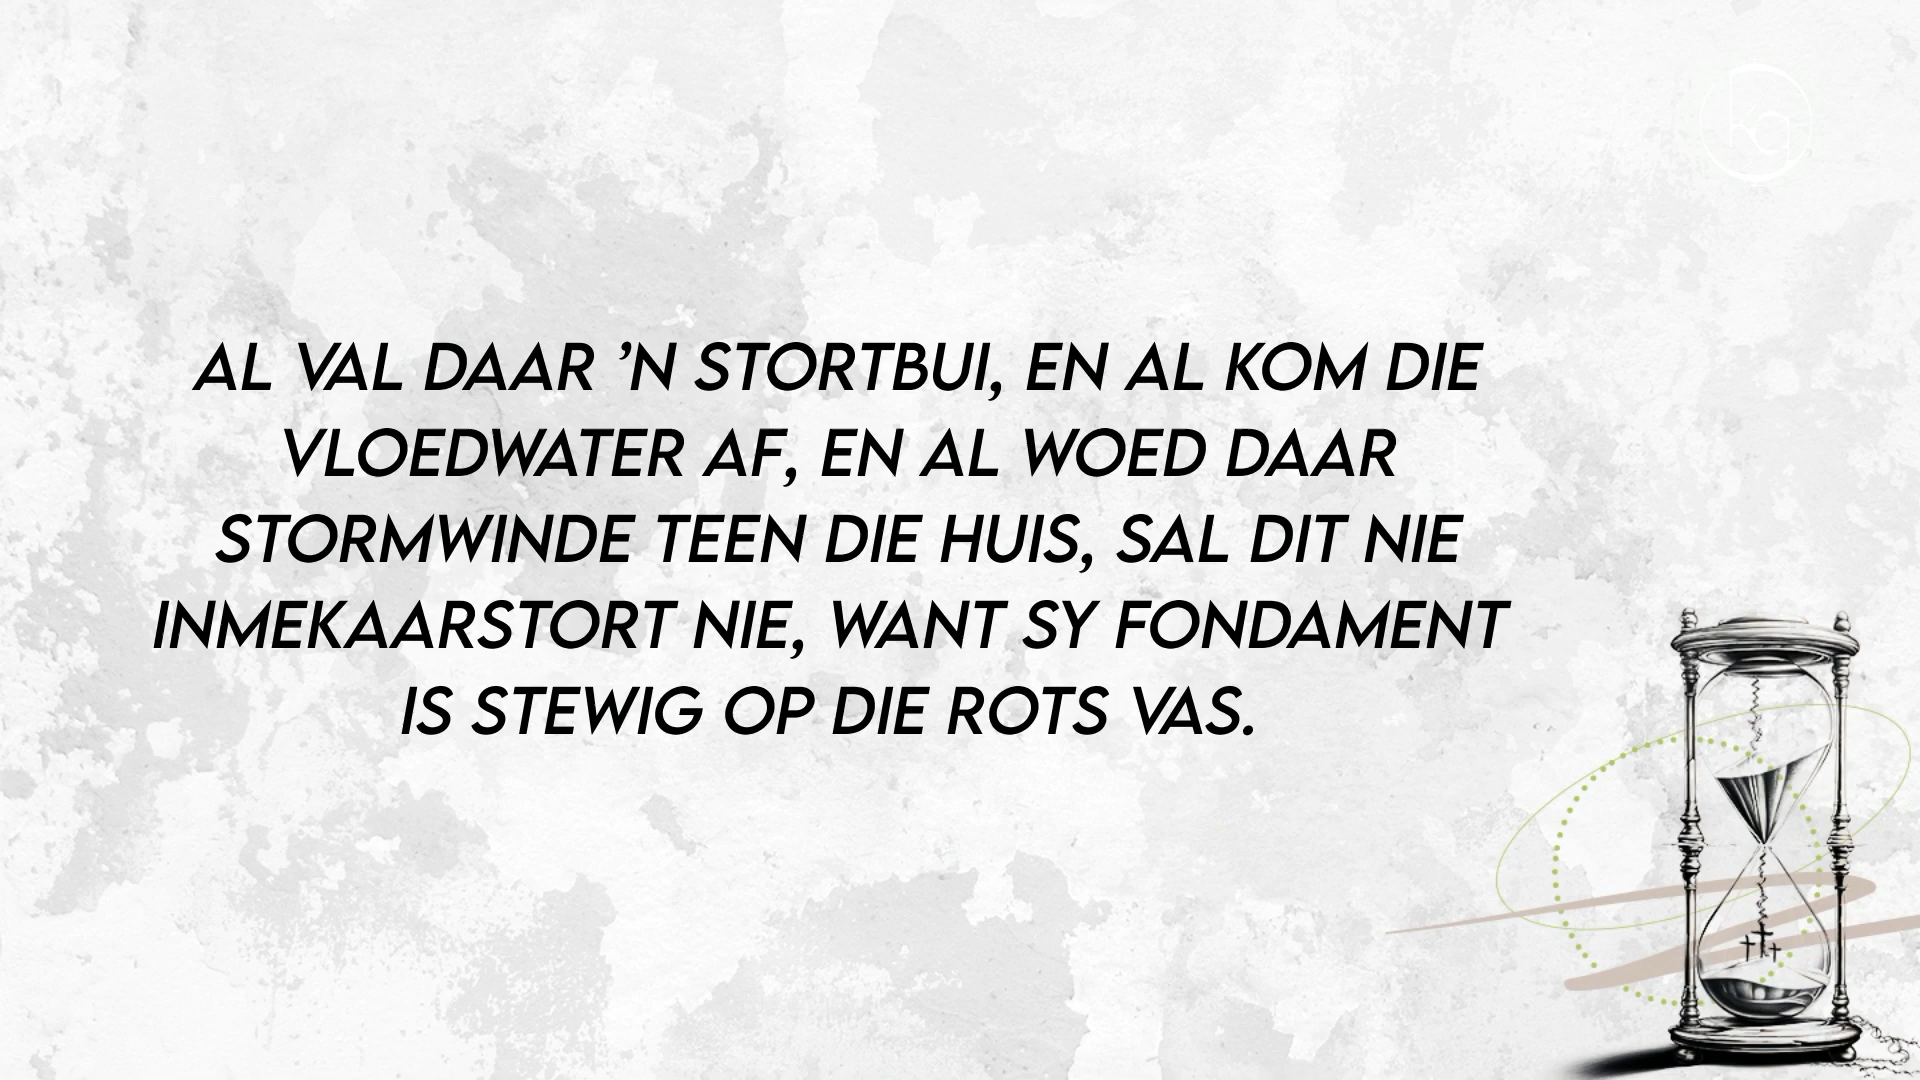 kg
AL VAL DAAR ’N STORTBUI, EN AL KOM DIE
VLOEDWATER AF, EN AL WOED DAAR
STORMWINDE TEEN DIE HUIS, SAL DIT NIE
INMEKAARSTORT NIE, WANT SY FONDAMENT
IS STEWIG OP DIE ROTS VAS.